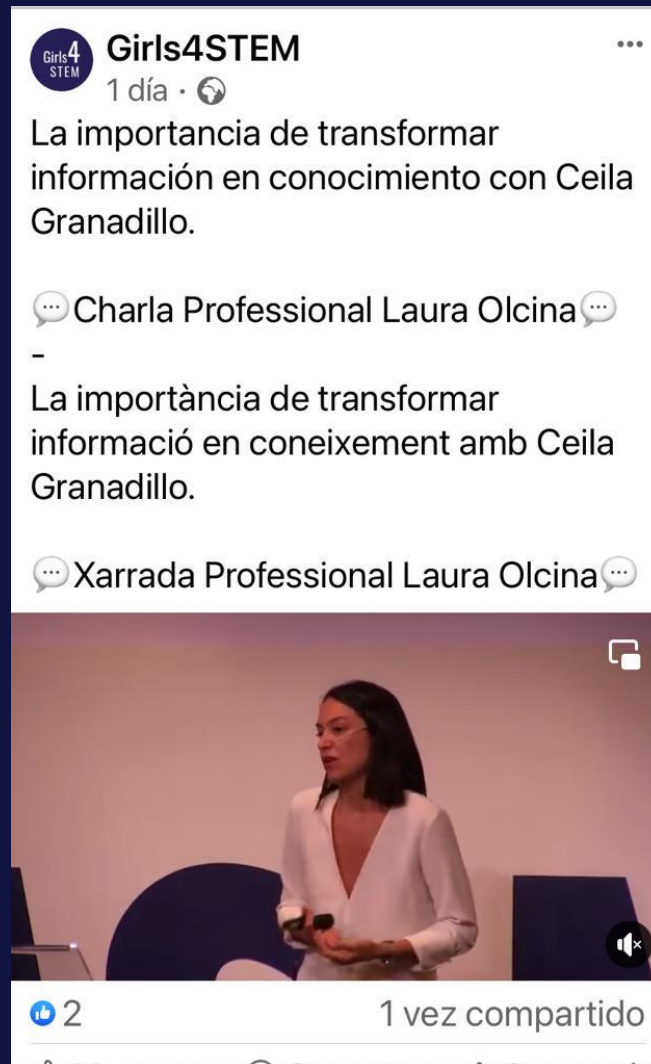 Girls4
STEM
Girls4STEM
1 día ·
La importancia de transformar
información en conocimiento con Ceila
Granadillo.
💬Charla Professional Laura Olcina💬
-
La importància de transformar
informació en coneixement amb Ceila
Granadillo.
💬Xarrada Professional Laura Olcina💬
2
1 vez compartido